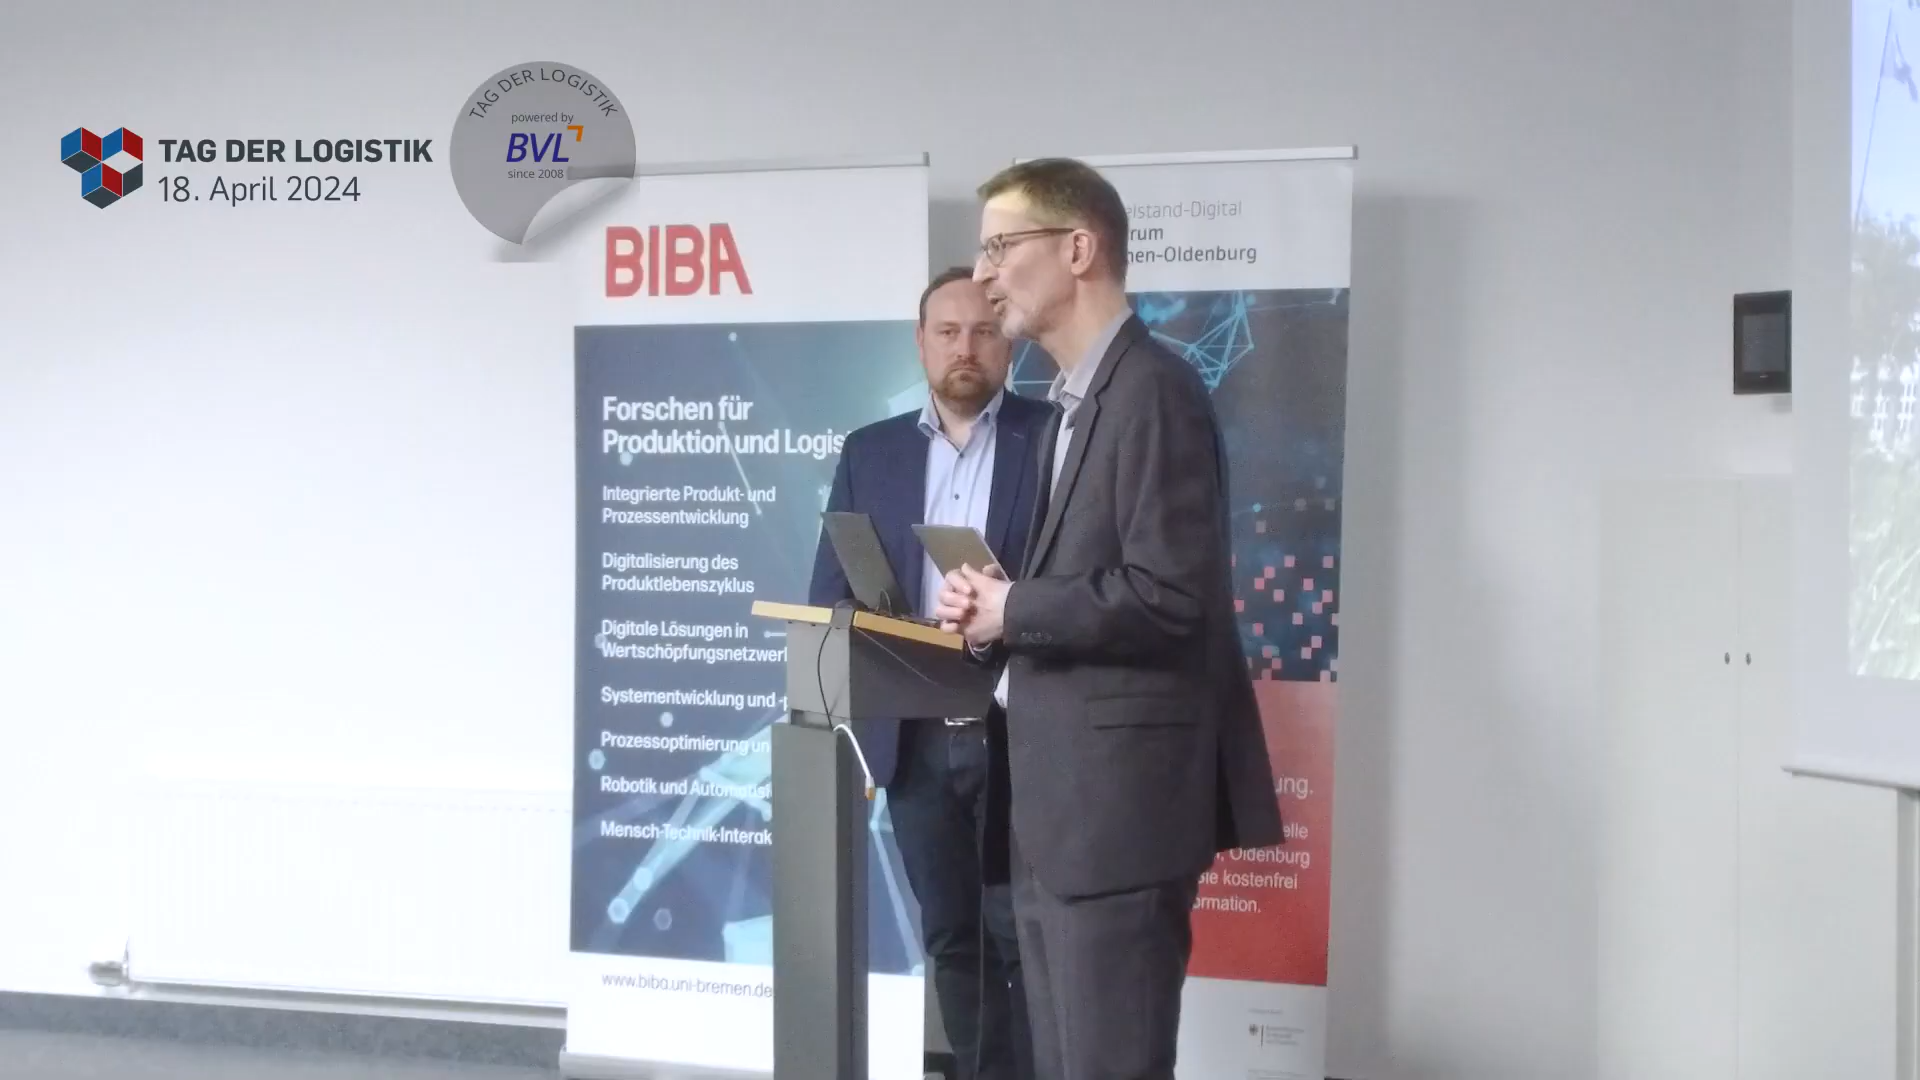 TAG DER LOGISTIK
18. April 2024
TAG DER LOGISTIK
powered by
BVL
since 2008
BIBA
Forschen für
Produktion und Logis
Integrierte Produkt- und
Prozessentwicklung
Digitalisierung des
Produktlebenszyklus
Digitale Lösungen in
Wertschöpfungsnetzwer
Systementwicklung und -p
Prozessoptimierung un
Robotik und Automatisi
Mensch-Technik-Interak
www.biba.uni-bremen.de
elstand-Digital
rum
men-Oldenburg
ung.
elle
, Oldenburg
Sie kostenfrei
ormation.